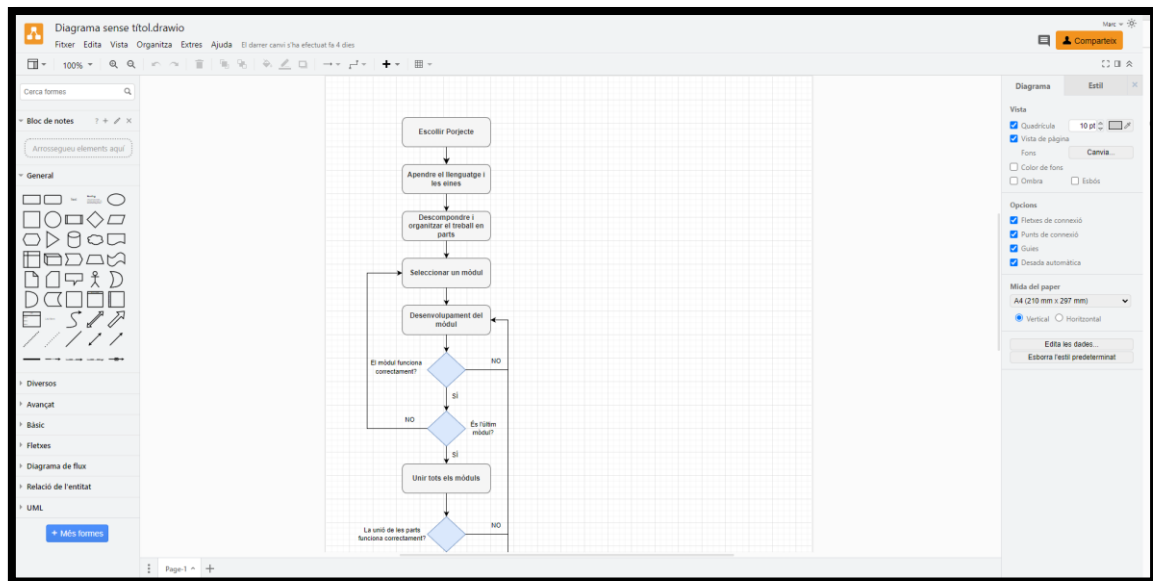 Diagrama sense títol.drawio
Fitxer Edita Vista Organitza Extres Ajuda El darrer canvi s'ha efectuat fa 4 dies
Marc
Comparteix
100%
Cerca formes
Bloc de notes
Arrossegueu elements aquí
General
Diversos
Avançat
Bàsic
Fletxes
Diagrama de flux
Relació de l'entitat
UML
+ Més formes
Escollir Porjecte
Apendre el llenguatge i
les eines
Descompondre i
organitzar el treball en
parts
Seleccionar un mòdul
Desenvolupament del
mòdul
El mòdul funciona
correctament?
NO
SÍ
NO
És l'últim
mòdul?
SÍ
Unir tots els móduls
La unió de les parts
funciona correctament?
NO
Page-1
Diagrama Estil
Vista
Quadrícula 10 pt
Vista de pàgina
Fons Canvia...
Color de fons
Ombra Esbós
Opcions
Fletxes de connexió
Punts de connexió
Guies
Desada automàtica
Mida del paper
A4 (210 mm x 297 mm)
Vertical Horitzontal
Edita les dades...
Esborra l'estil predeterminat